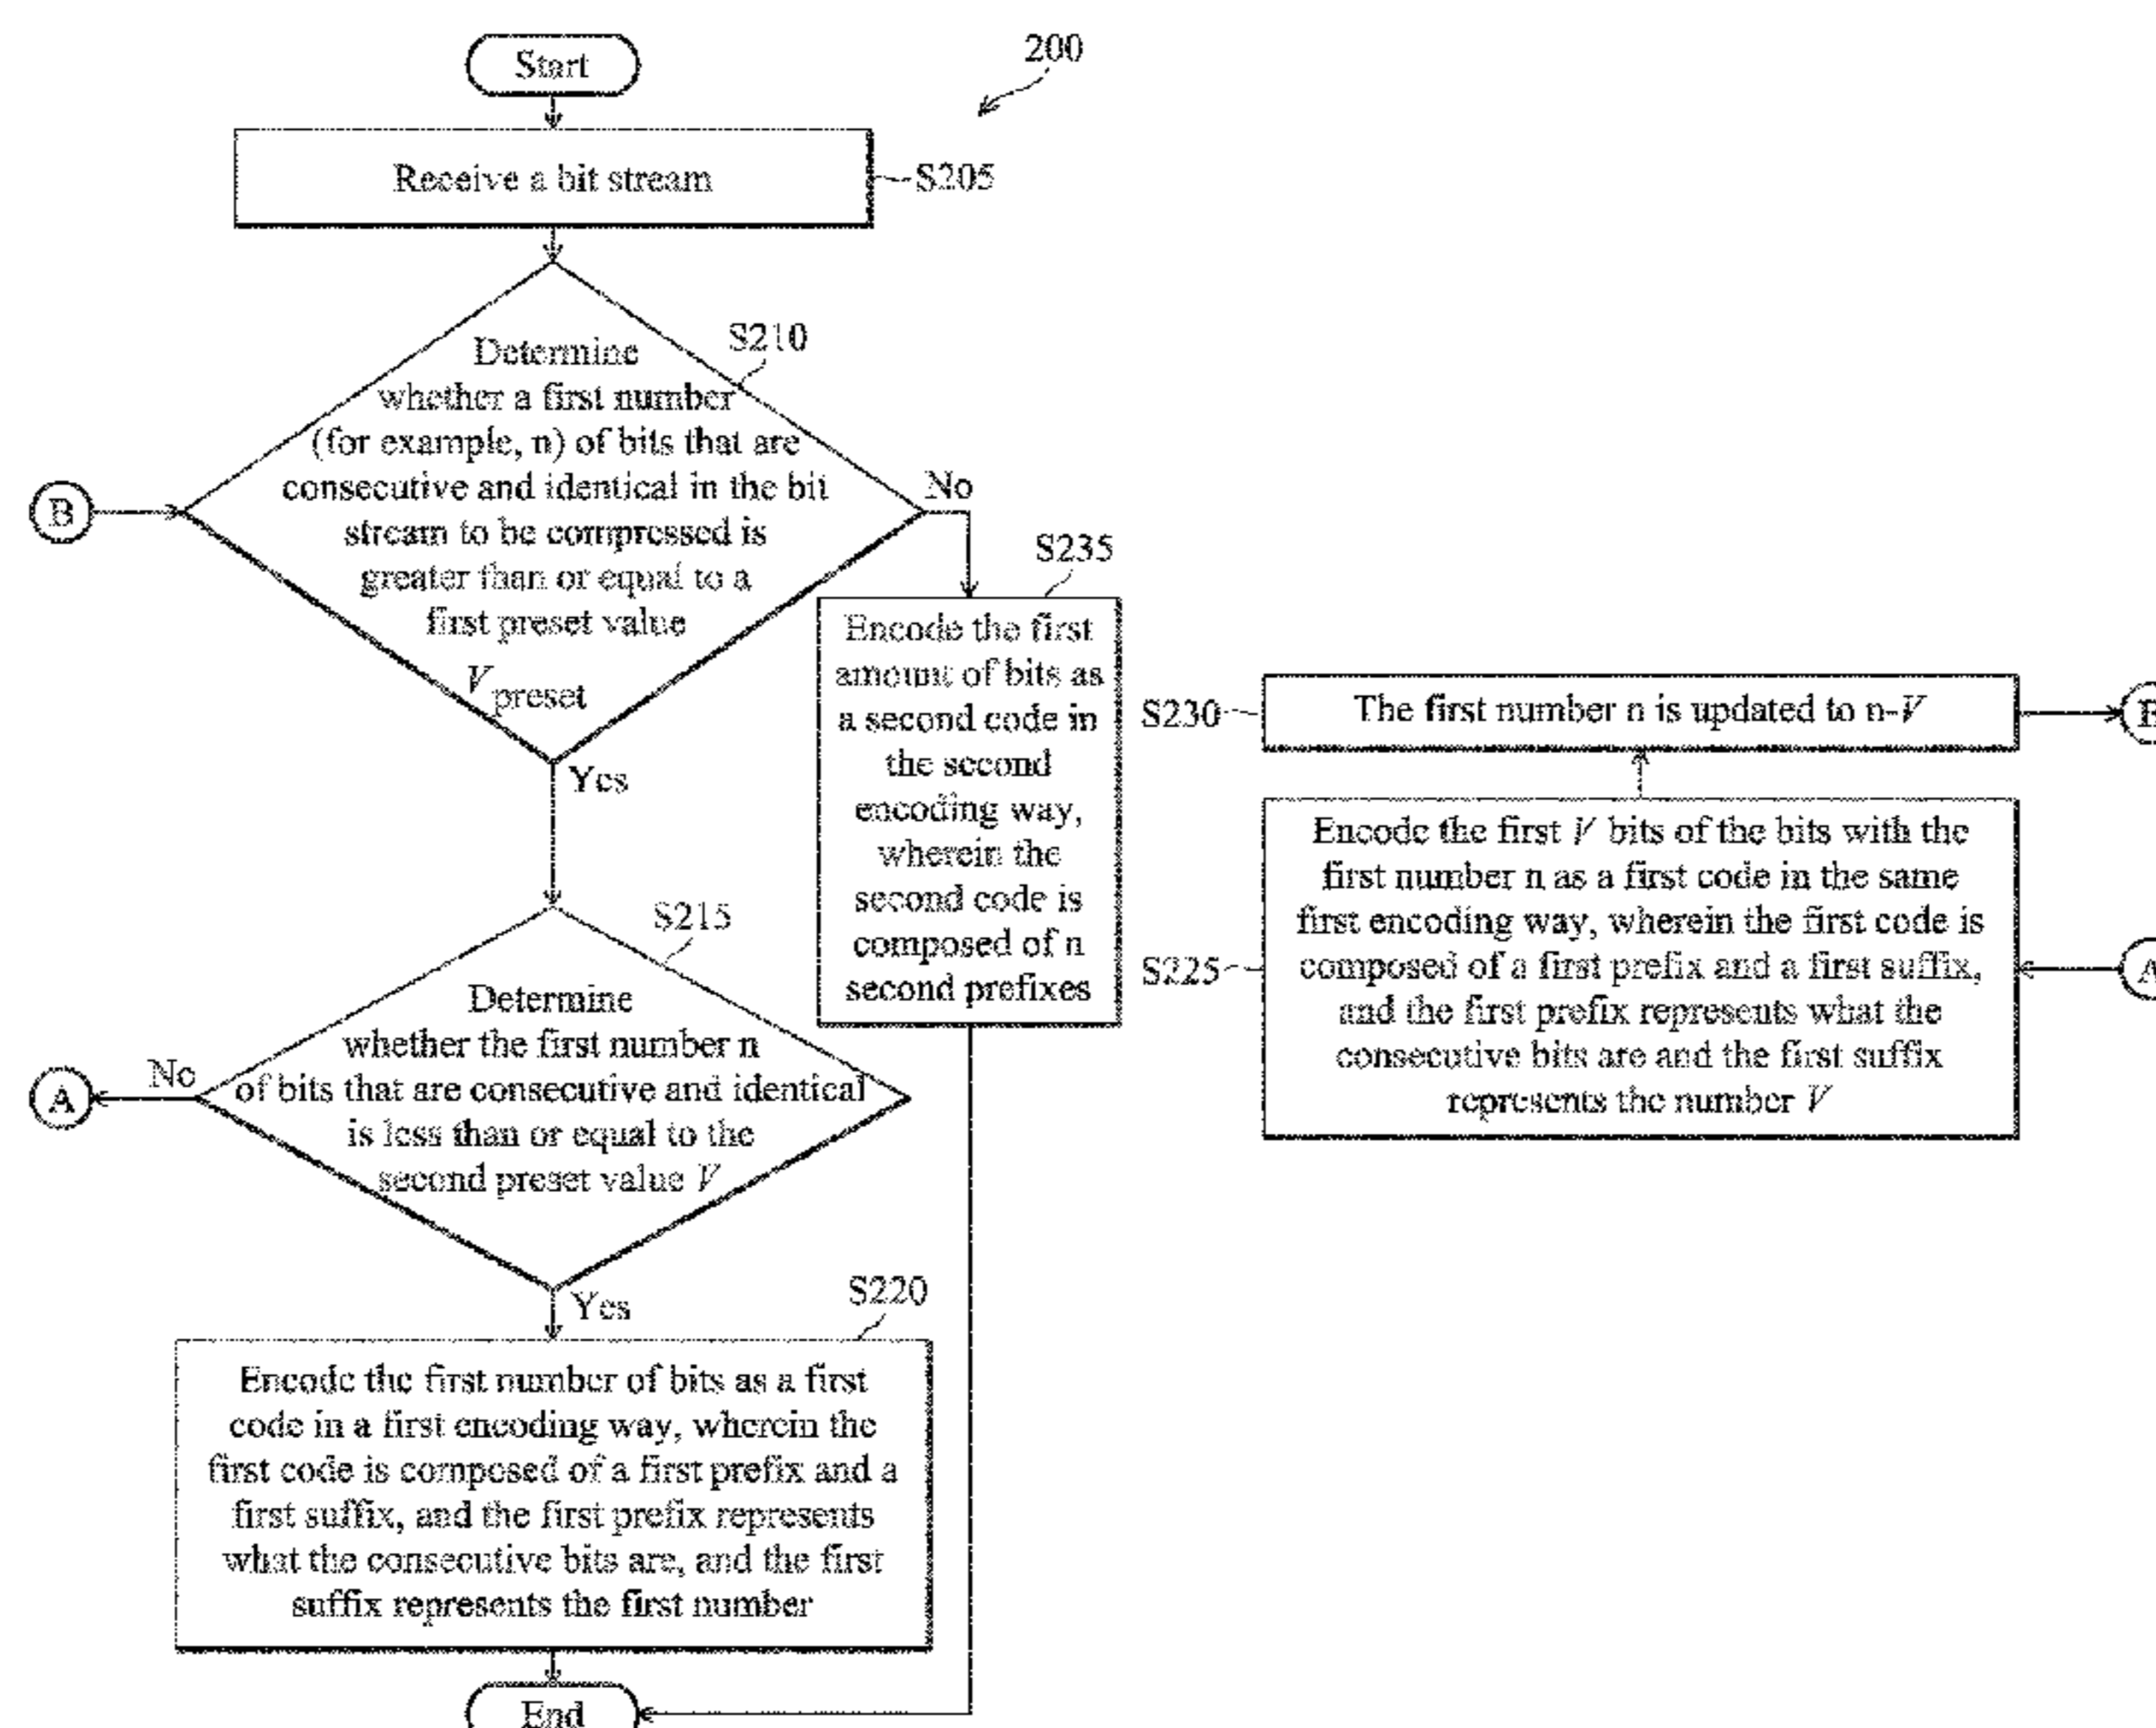 Start
200
Receive a bit stream
S205
S210
Determine
whether a first number
(for example, n) of bits that are
consecutive and identical in the bit
stream to be compressed is
greater than or equal to a
first preset value
V preset
B
No
Yes
S235
Encode the first
amount of bits as
a second code in
the second
encoding way,
wherein the
second code is
composed of n
second prefixes
S215
Determine
whether the first number n
of bits that are consecutive and identical
is less than or equal to the
second preset value V
No
A
Yes
S220
Encode the first number of bits as a first
code in a first encoding way, wherein the
first code is composed of a first prefix and a
first suffix, and the first prefix represents
what the consecutive bits are, and the first
suffix represents the first number
End
S230
The first number n is updated to n-V
S225
Encode the first V bits of the bits with the
first number n as a first code in the same
first encoding way, wherein the first code is
composed of a first prefix and a first suffix,
and the first prefix represents what the
consecutive bits are and the first suffix
represents the number V
A